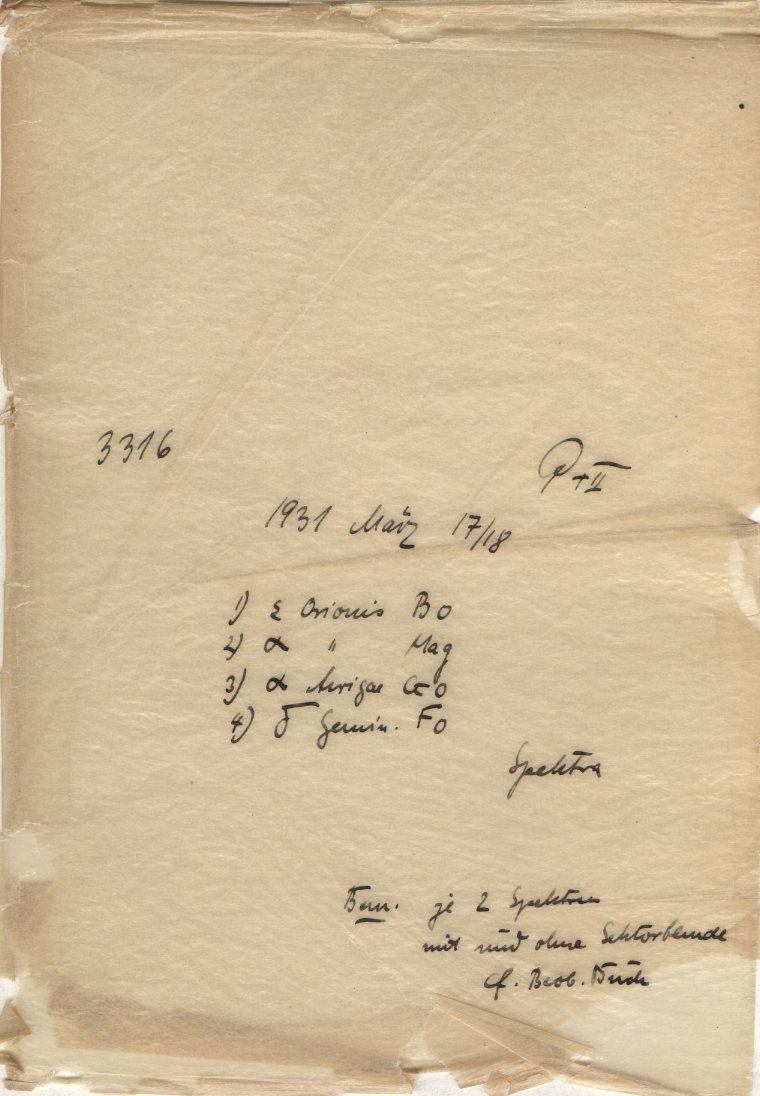 3316
P+II
1931 März 17/18
1) ε Orionis B0
2) α " Mag
3) α Aurigae G0
4) δ Gemin. F0
Spektra
Bem. je 2 Spektren
mit und ohne Sektorblende
cf. Beob. Buch